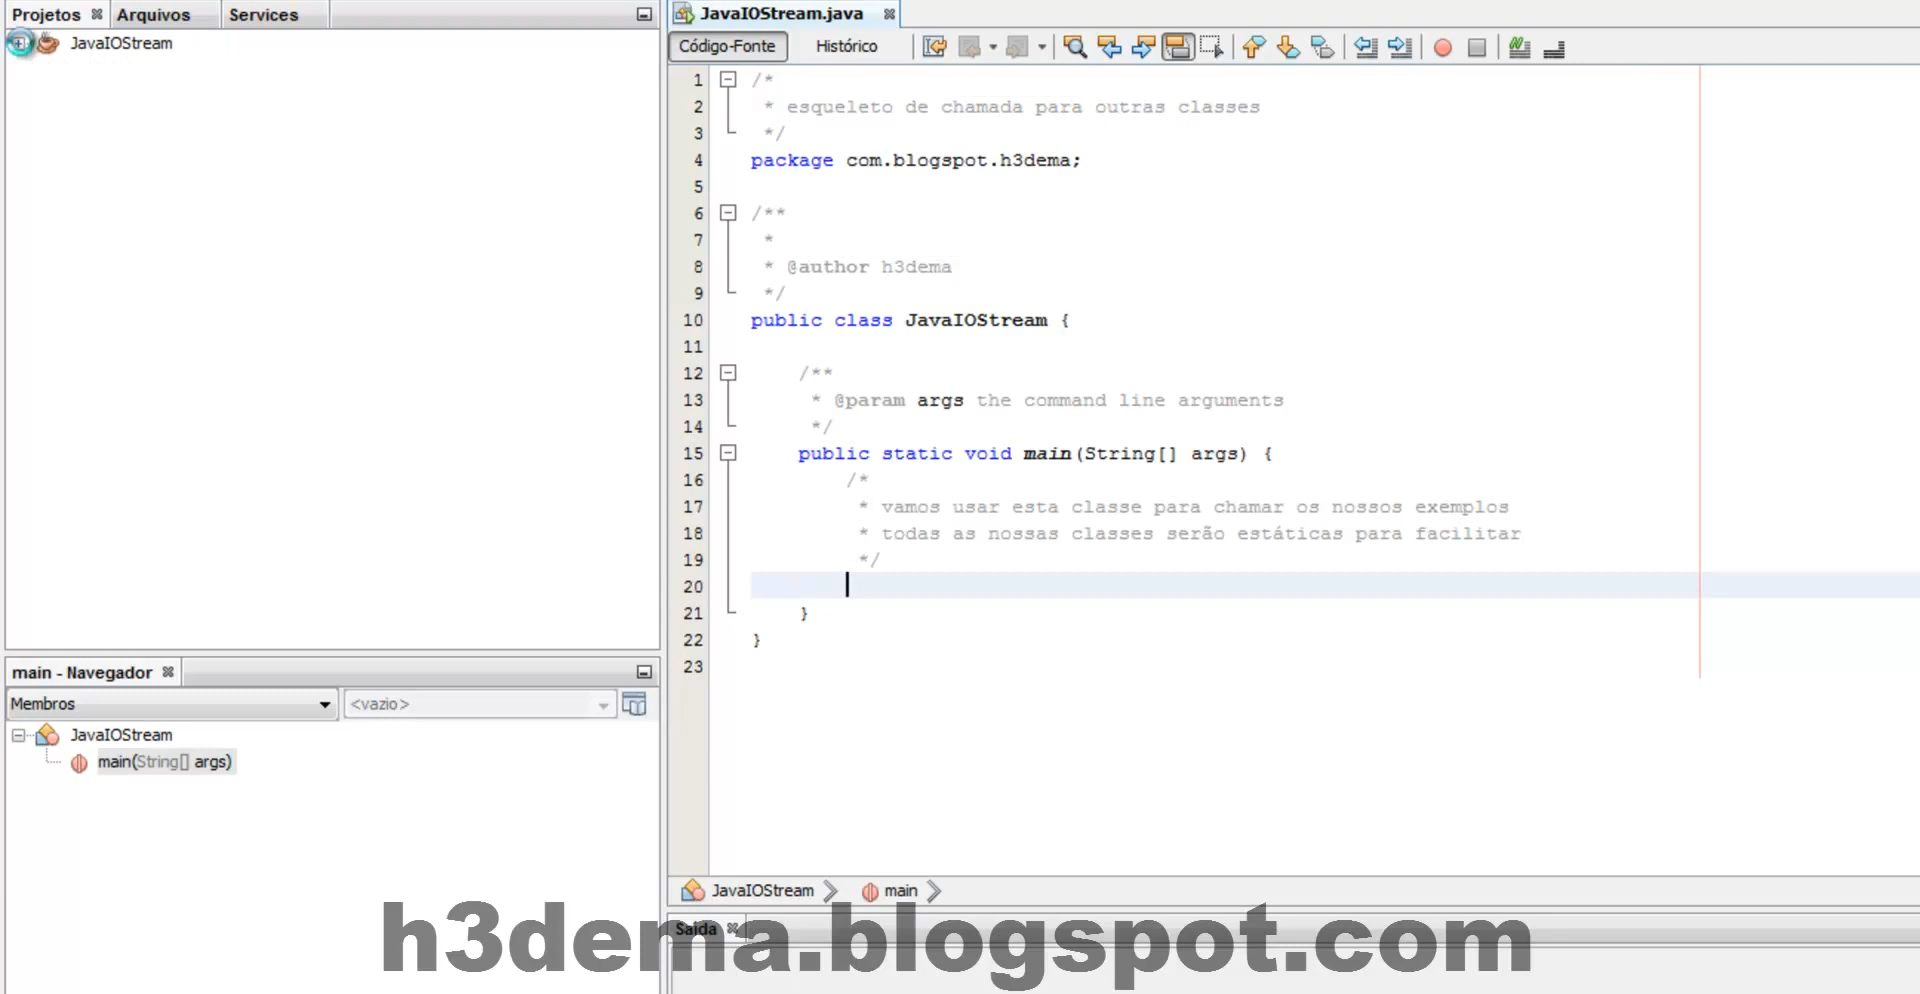 Projetos
Arquivos
Services
JavaIOStream
JavaIOStream.java
Código-Fonte
Histórico
1 /*
2 * esqueleto de chamada para outras classes
3 */
4 package com.blogspot.h3dema;
5
6 /**
7 *
8 * @author h3dema
9 */
10 public class JavaIOStream {
11
12 /**
13 * @param args the command line arguments
14 */
15 public static void main(String[] args) {
16 /*
17 * vamos usar esta classe para chamar os nossos exemplos
18 * todas as nossas classes serão estáticas para facilitar
19 */
20
21 }
22 }
23
main - Navegador
Membros
<vazio>
JavaIOStream
main(String[] args)
JavaIOStream
main
Saída
h3dema.blogspot.com